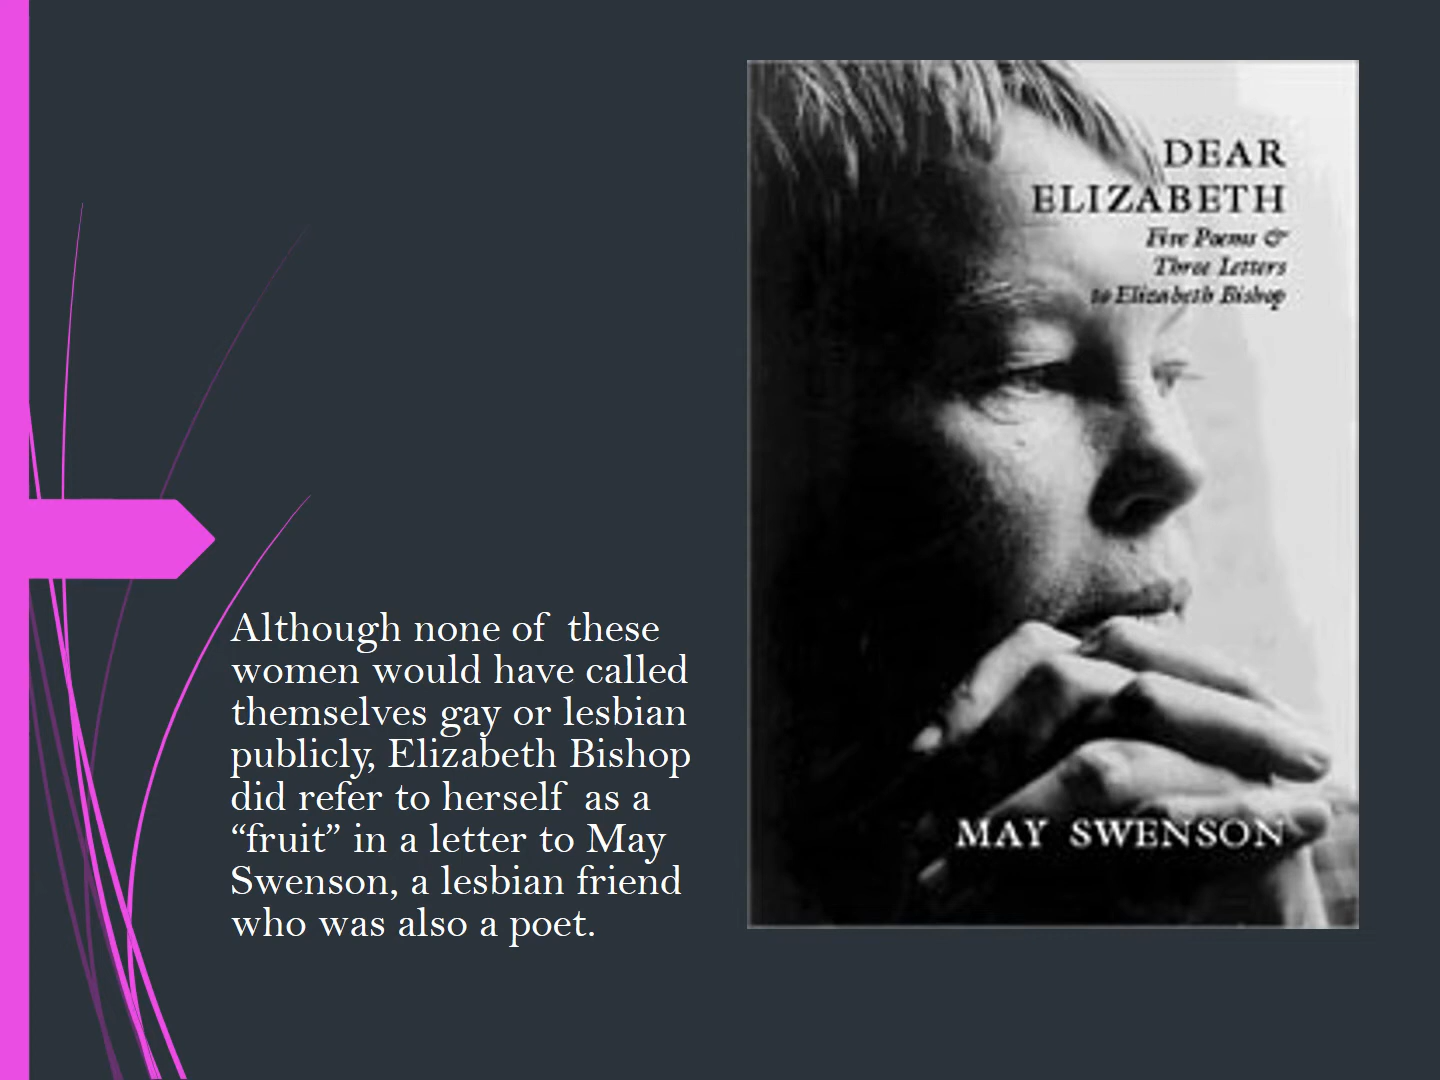 Although none of  these
women would have called
themselves gay or lesbian
publicly, Elizabeth Bishop
did refer to herself  as a
“fruit” in a letter to May
Swenson, a lesbian friend
who was also a poet.
DEAR
ELIZABETH
Five Poems &
Three Letters
to Elizabeth Bishop
MAY SWENSON